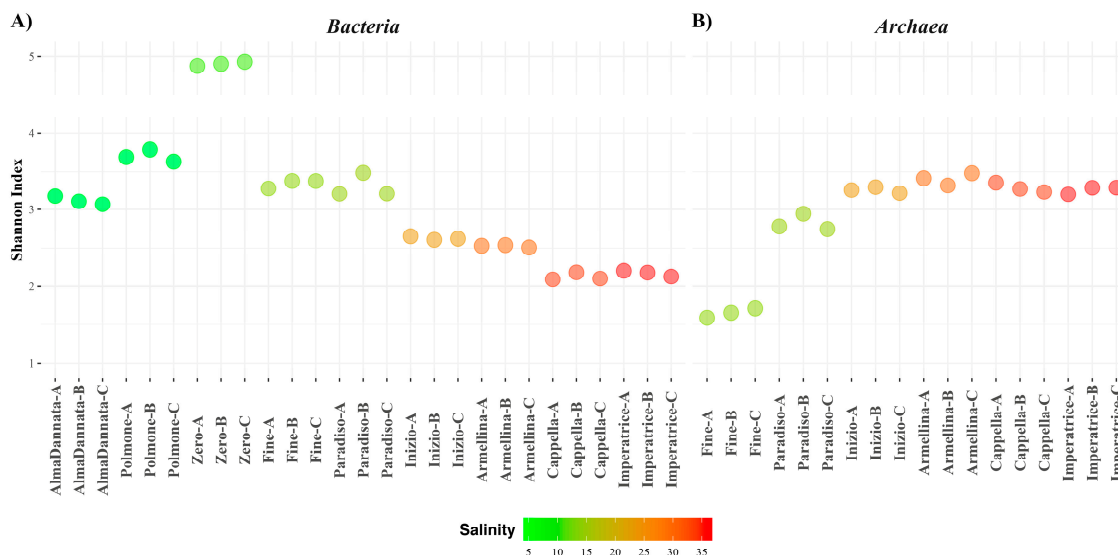 A)
Bacteria
B)
Archaea
Shannon Index
5
4
3
2
1
AlmaDannata-A
AlmaDannata-B
AlmaDannata-C
Polmone-A
Polmone-B
Polmone-C
Zero-A
Zero-B
Zero-C
Fine-A
Fine-B
Fine-C
Paradiso-A
Paradiso-B
Paradiso-C
Inizio-A
Inizio-B
Inizio-C
Armellina-A
Armellina-B
Armellina-C
Cappella-A
Cappella-B
Cappella-C
Imperatrice-A
Imperatrice-B
Imperatrice-C
Fine-A
Fine-B
Fine-C
Paradiso-A
Paradiso-B
Paradiso-C
Inizio-A
Inizio-B
Inizio-C
Armellina-A
Armellina-B
Armellina-C
Cappella-A
Cappella-B
Cappella-C
Imperatrice-A
Imperatrice-B
Imperatrice-C
Salinity
5 10 15 20 25 30 35